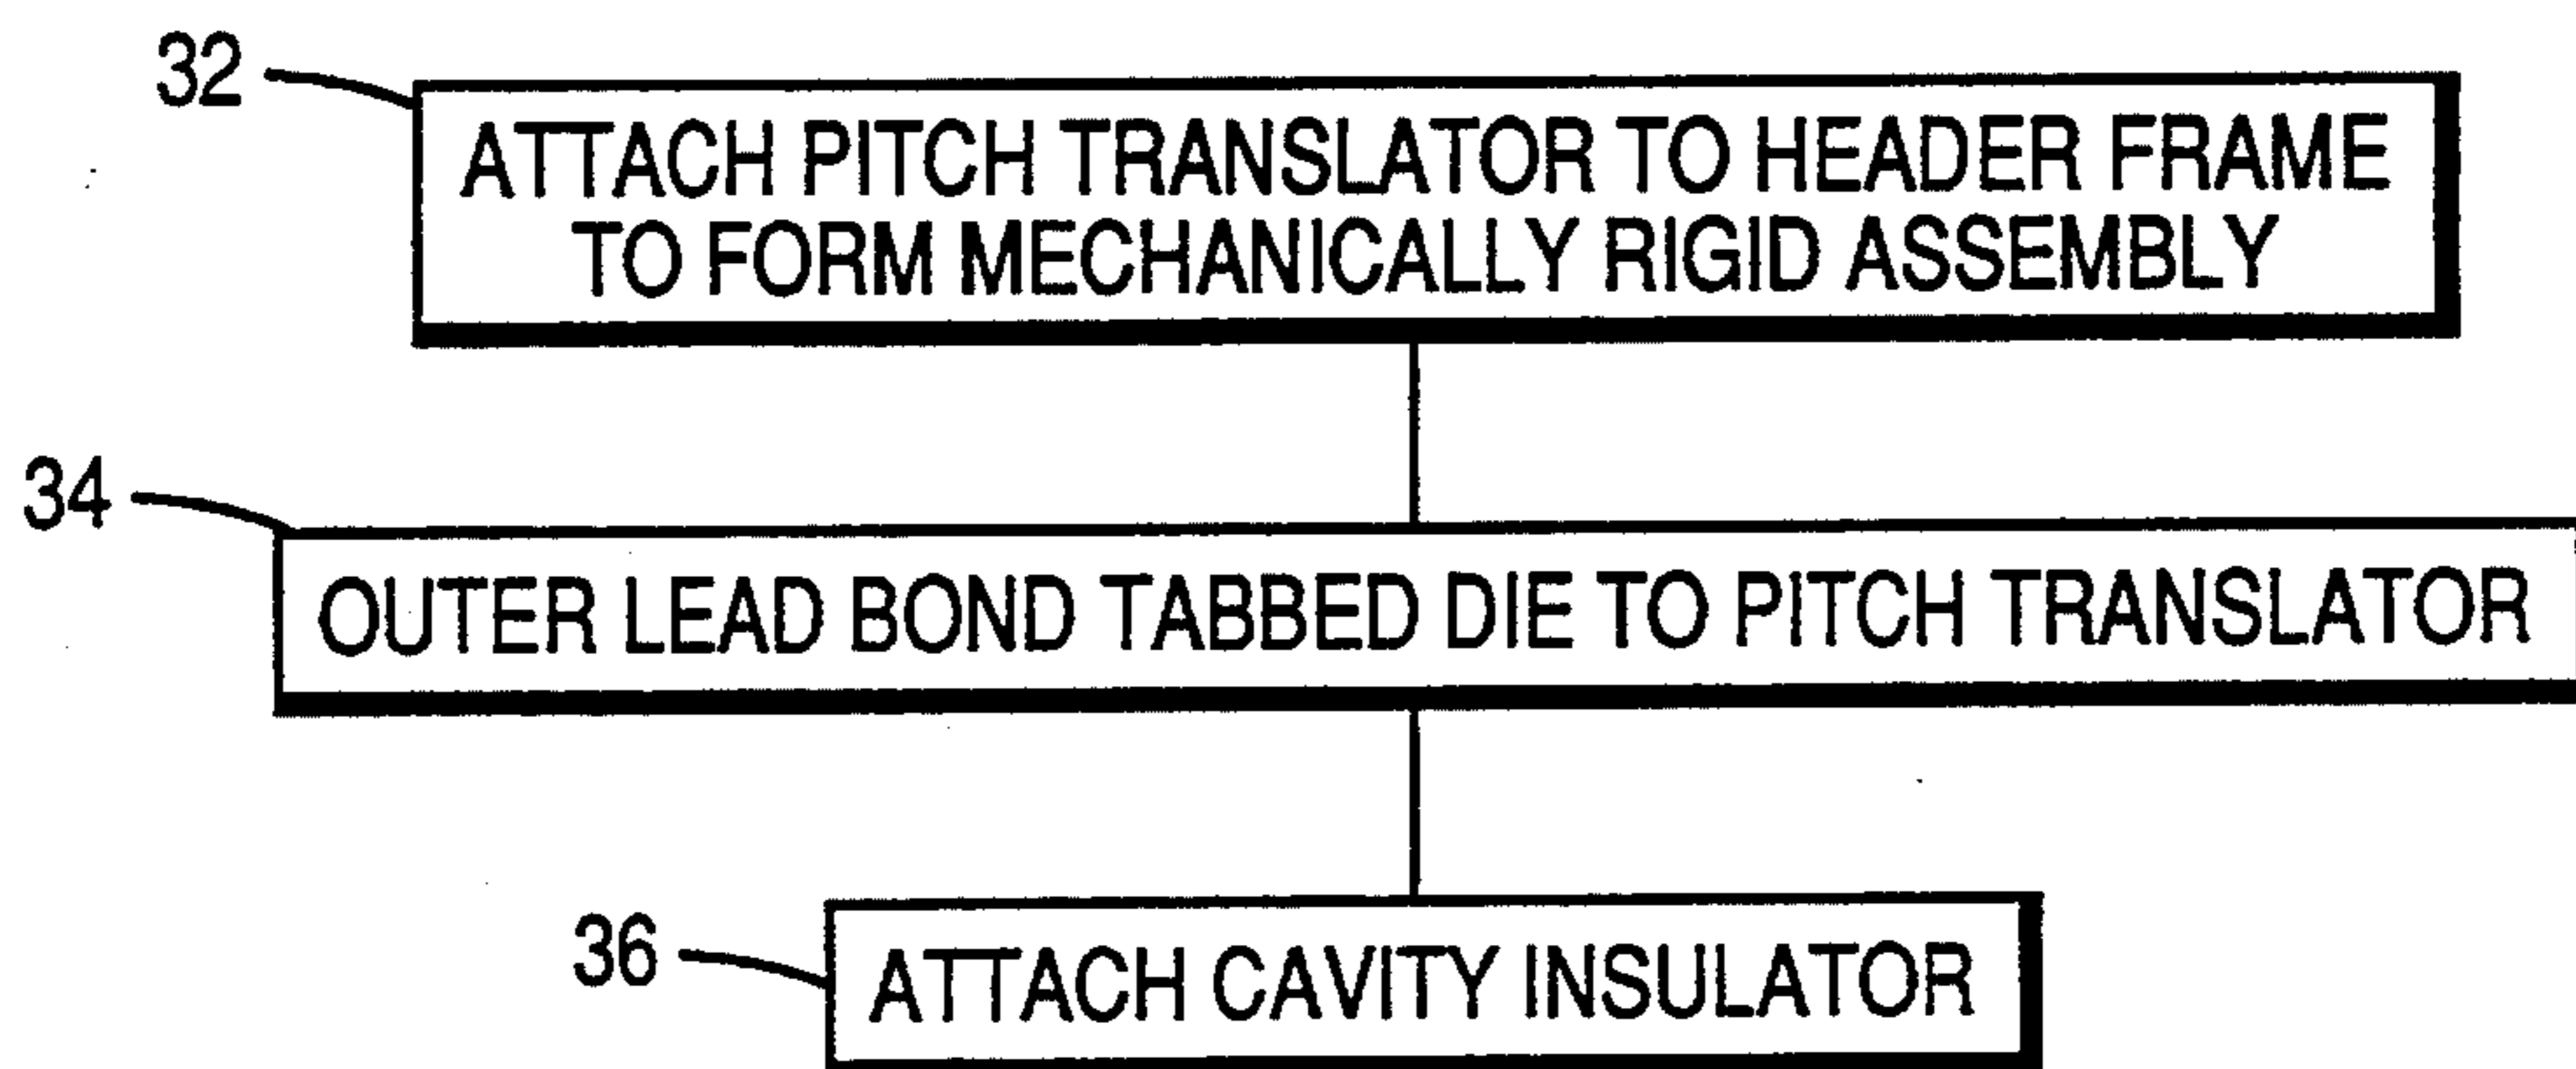 32
ATTACH PITCH TRANSLATOR TO HEADER FRAME
TO FORM MECHANICALLY RIGID ASSEMBLY
34
OUTER LEAD BOND TABBED DIE TO PITCH TRANSLATOR
36
ATTACH CAVITY INSULATOR